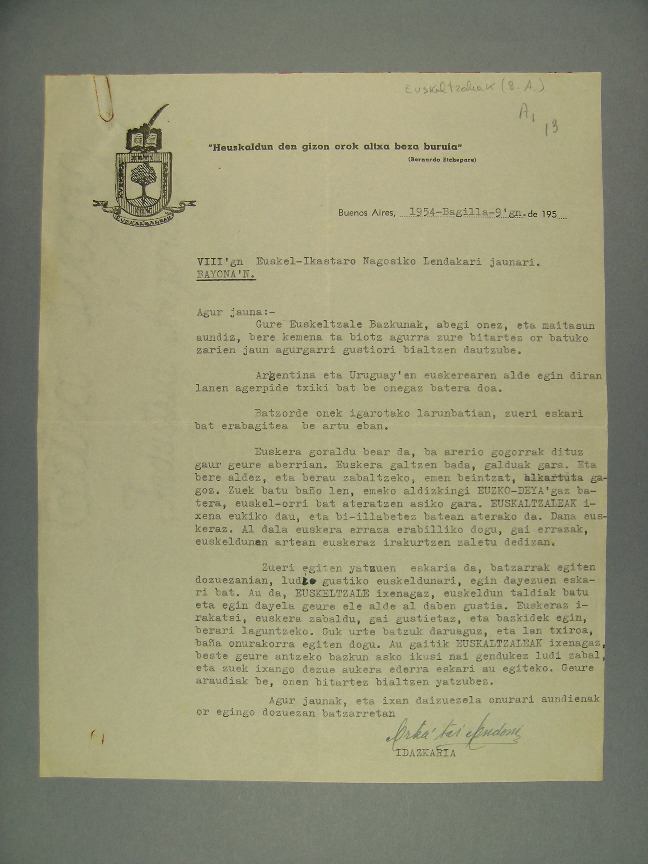 Euskaltzaleak (B. A.)
A, 13
"Heuskaldun den gizon orok altxa beza buruia"
(Bernardo Etchepare)
EUSKALTZALEAK
Buenos Aires, 1954-Bagilla-9'gn. de 195
VIII'gn Euskel-Ikastaro Nagosiko Lendakari jaunari.
BAYONA'N.
Agur jauna:-
Gure Euskeltzale Bazkunak, abegi onez, eta maitasun
aundiz, bere kemena ta biotz agurra zure bitartez or batuko
zarien jaun agurgarri gustiori bialtzen dautzube.
Argentina eta Uruguay'en euskerearen alde egin diran
lanen agerpide txiki bat be onegaz batera doa.
Batzorde onek igarotako larunbatian, zueri eskari
bat erabagitea be artu eban.
Euskera goraldu bear da, ba arerio gogorrak dituz
gaur geure aberrian. Euskera galtzen bada, galduak gara. Eta
bere aldez, eta berau zabaltzeko, emen beintzat, alkartuta ga-
goz. Zuek batu baño len, emeko aldizkingi EUZKO-DEYA'gaz ba-
tera, euskel-orri bat ateratzen asiko gara. EUSKALTZALEAK i-
xena eukiko dau, eta bi-illabetez batean aterako da. Dana eus-
keraz. Al dala euskera erraza erabilliko dogu, gai errazak,
euskeldunen artean euskeraz irakurtzen zaletu dedizan.
Zueri egiten yatzuen eskaria da, batzarrak egiten
dozuezanian, ludiko gustiko euskeldunari, egin dayezuen eska-
ri bat. Au da, EUSKELTZALE ixenagaz, euskeldun taldiak batu
eta egin dayela geure ele alde al daben gustia. Euskeraz i-
rakatsi, euskera zabaldu, gai gustietaz, eta bazkidek egin,
berari laguntzeko. Guk urte batzuk daruaguz, eta lan txiroa,
baña onurakorra egiten dogu. Au gaitik EUSKALTZALEAK ixenagaz,
beste geure antzeko bazkun asko ikusi nai gendukez ludi zabal,
eta zuek ixango dezue aukera ederra eskari au egiteko. Geure
araudiak be, onen bitartez bialtzen yatzubez.
Agur jaunak, eta ixan daizuezela onurari aundienak
or egingo dozuezan batzarretan
IDAZKARIA